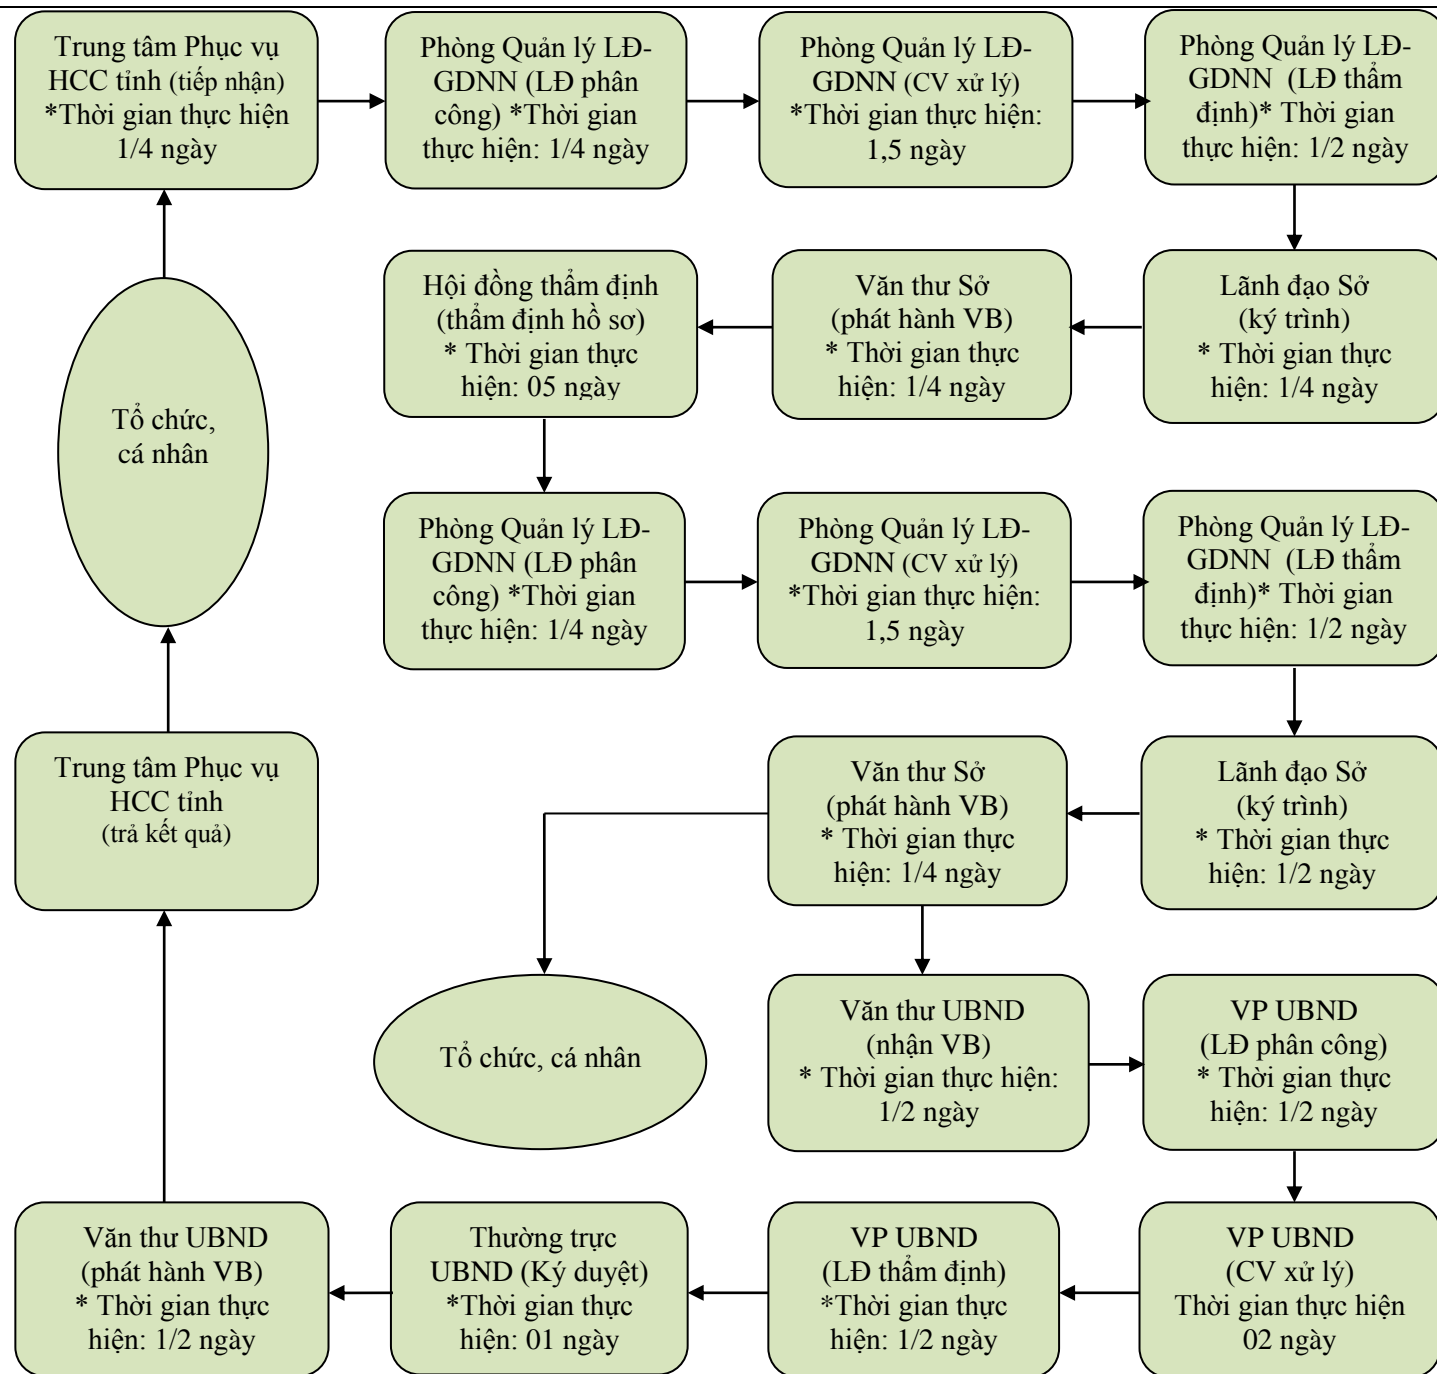 Trung tâm Phục vụ
HCC tỉnh (tiếp nhận)
*Thời gian thực hiện
1/4 ngày
Phòng Quản lý LĐ-
GDNN (LĐ phân
công) *Thời gian
thực hiện: 1/4 ngày
Phòng Quản lý LĐ-
GDNN (CV xử lý)
*Thời gian thực hiện:
1,5 ngày
Phòng Quản lý LĐ-
GDNN (LĐ thẩm
định)* Thời gian
thực hiện: 1/2 ngày
Lãnh đạo Sở
(ký trình)
* Thời gian thực
hiện: 1/4 ngày
Văn thư Sở
(phát hành VB)
* Thời gian thực
hiện: 1/4 ngày
Hội đồng thẩm định
(thẩm định hồ sơ)
* Thời gian thực
hiện: 05 ngày
Tổ chức,
cá nhân
Phòng Quản lý LĐ-
GDNN (LĐ phân
công) *Thời gian
thực hiện: 1/4 ngày
Phòng Quản lý LĐ-
GDNN (CV xử lý)
*Thời gian thực hiện:
1,5 ngày
Phòng Quản lý LĐ-
GDNN (LĐ thẩm
định)* Thời gian
thực hiện: 1/2 ngày
Lãnh đạo Sở
(ký trình)
* Thời gian thực
hiện: 1/2 ngày
Văn thư Sở
(phát hành VB)
* Thời gian thực
hiện: 1/4 ngày
Trung tâm Phục vụ
HCC tỉnh
(trả kết quả)
Tổ chức, cá nhân
Văn thư UBND
(nhận VB)
* Thời gian thực hiện:
1/2 ngày
VP UBND
(LĐ phân công)
* Thời gian thực
hiện: 1/2 ngày
VP UBND
(CV xử lý)
Thời gian thực hiện
02 ngày
VP UBND
(LĐ thẩm định)
*Thời gian thực
hiện: 1/2 ngày
Thường trực
UBND (Ký duyệt)
*Thời gian thực
hiện: 01 ngày
Văn thư UBND
(phát hành VB)
* Thời gian thực
hiện: 1/2 ngày